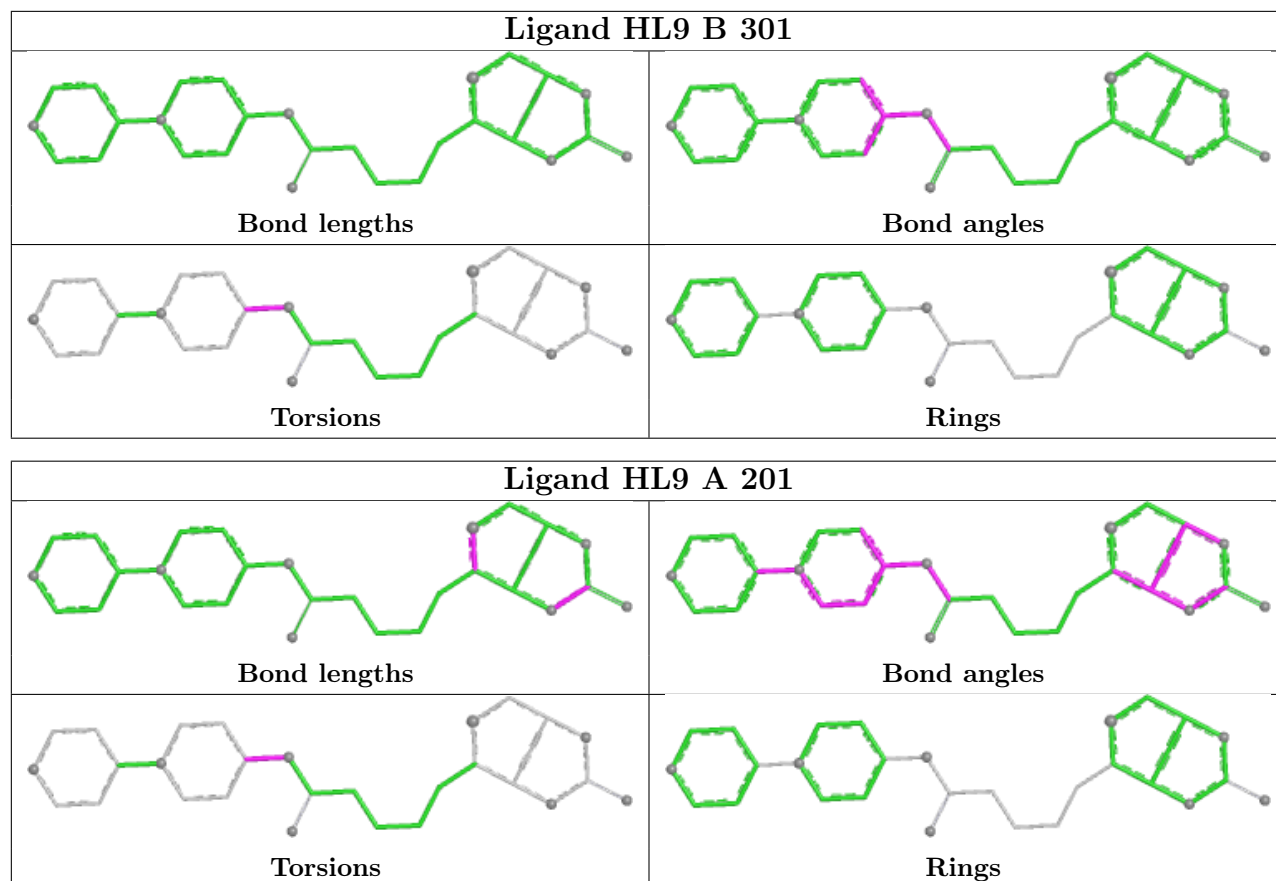 Ligand HL9 B 301
Bond lengths
Bond angles
Torsions
Rings
Ligand HL9 A 201
Bond lengths
Bond angles
Torsions
Rings